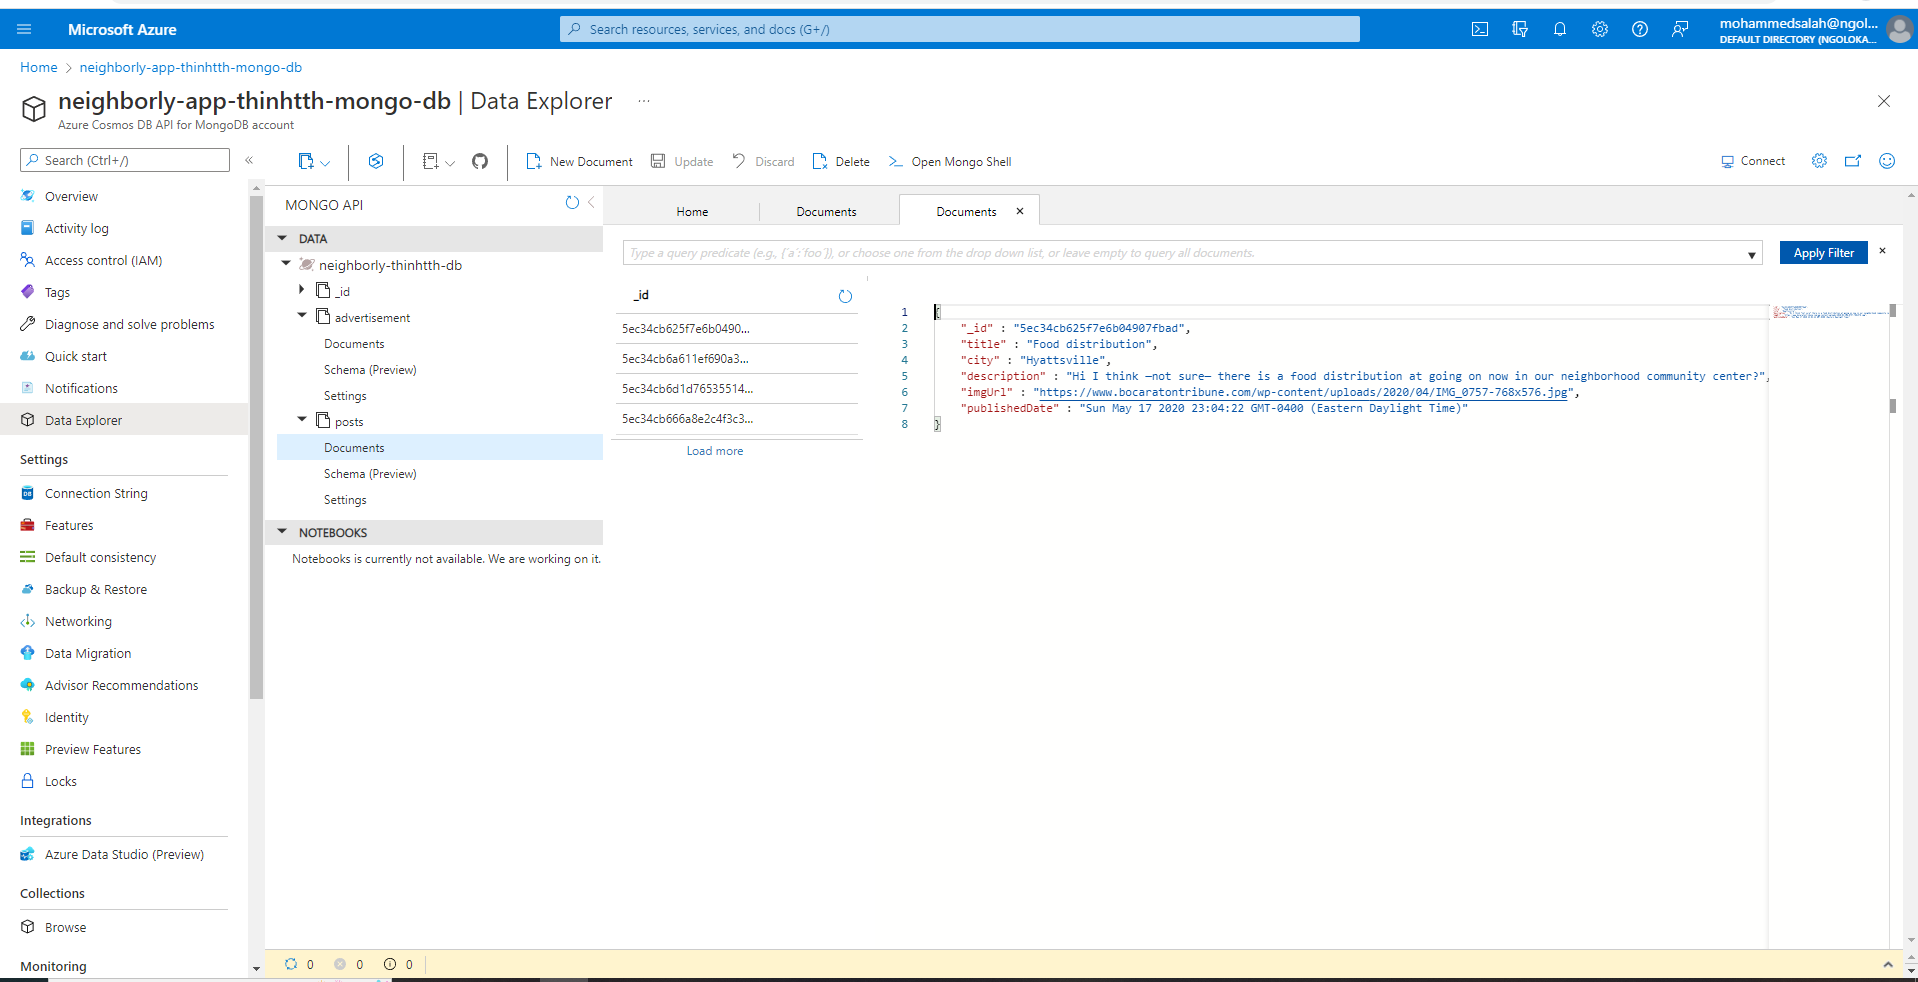 Microsoft Azure
Search resources, services, and docs (G+/)
mohammedsalah@ngol...
DEFAULT DIRECTORY (NGOLOKA...
Home > neighborly-app-thinhtth-mongo-db
neighborly-app-thinhtth-mongo-db | Data Explorer ...
Azure Cosmos DB API for MongoDB account
Search (Ctrl+/)
«
New Document
Update
Discard
Delete
Open Mongo Shell
Connect
Overview
Activity log
Access control (IAM)
Tags
Diagnose and solve problems
Quick start
Notifications
Data Explorer
Settings
Connection String
Features
Default consistency
Backup & Restore
Networking
Data Migration
Advisor Recommendations
Identity
Preview Features
Locks
Integrations
Azure Data Studio (Preview)
Collections
Browse
Monitoring
MONGO API
DATA
neighborly-thinhtth-db
_id
advertisement
Documents
Schema (Preview)
Settings
posts
Documents
Schema (Preview)
Settings
NOTEBOOKS
Notebooks is currently not available. We are working on it.
Home
Documents
Documents
Type a query predicate (e.g., {´a´:´foo´}), or choose one from the drop down list, or leave empty to query all documents.
Apply Filter
_id
5ec34cb625f7e6b0490...
5ec34cb6a611ef690a3...
5ec34cb6d1d76535514...
5ec34cb666a8e2c4f3c3...
Load more
1 {
2 "_id" : "5ec34cb625f7e6b04907fbad",
3 "title" : "Food distribution",
4 "city" : "Hyattsville",
5 "description" : "Hi I think —not sure— there is a food distribution at going on now in our neighborhood community center?",
6 "imgUrl" : "https://www.bocaratontribune.com/wp-content/uploads/2020/04/IMG_0757-768x576.jpg",
7 "publishedDate" : "Sun May 17 2020 23:04:22 GMT-0400 (Eastern Daylight Time)"
8 }
0 0 0